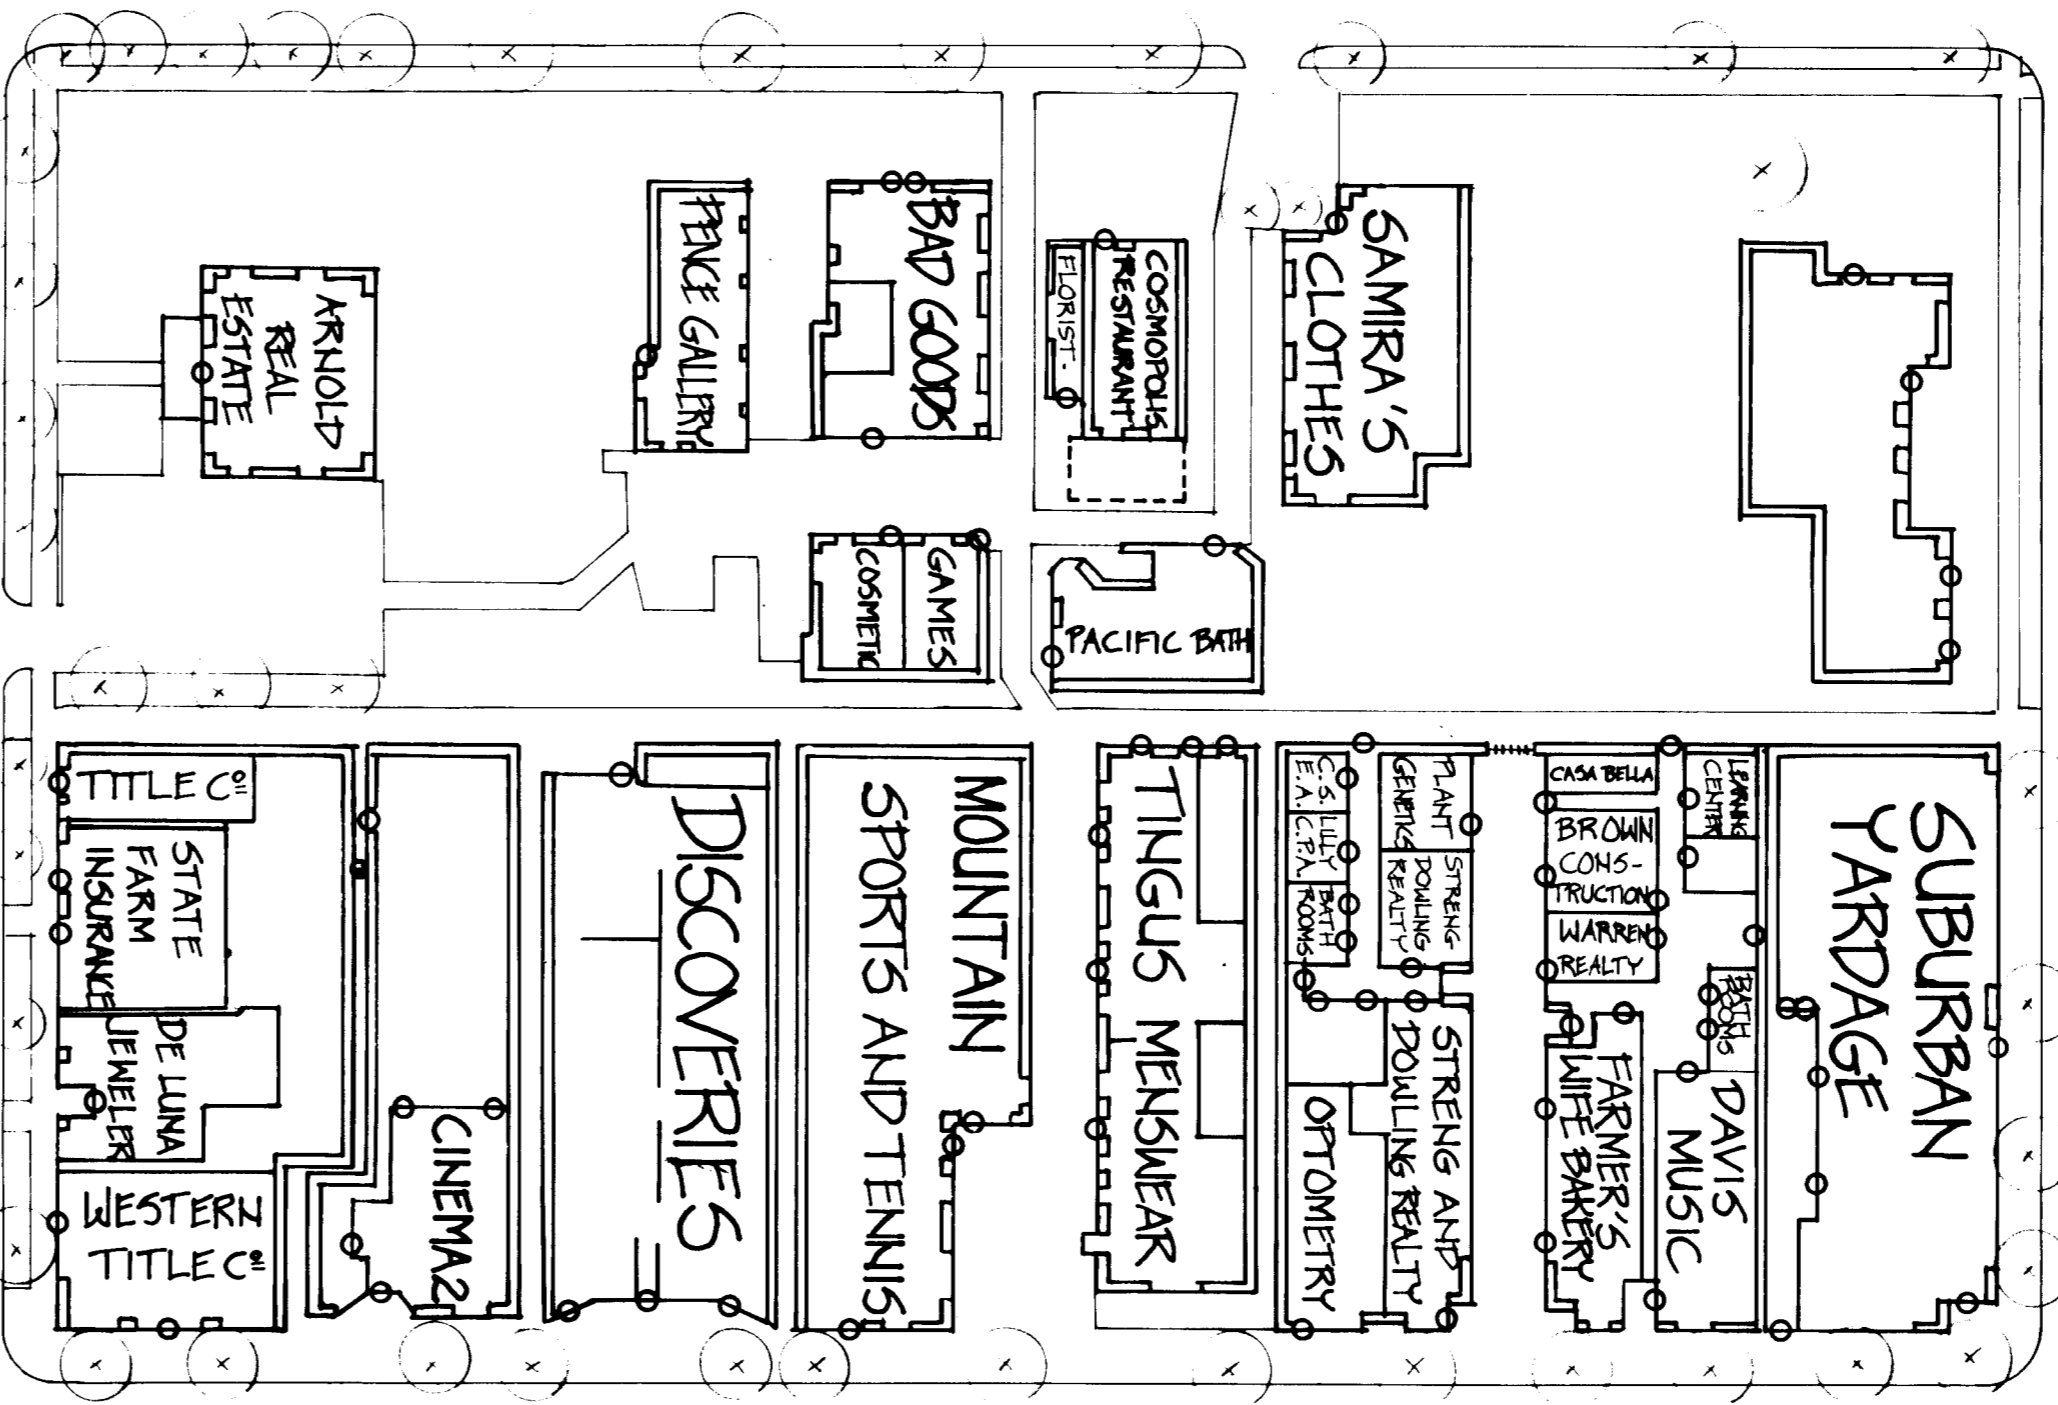 ARNOLD
REAL
ESTATE
PENCE GALLERY
BAD GOODS
FLORIST-
COSMOPOLIS
RESTAURANT
SAMIRA'S
CLOTHES
COSMETIC
GAMES
PACIFIC BATH
TITLE Cº
STATE
FARM
INSURANCE
DE LUNA
JEWELER
WESTERN
TITLE Cº
CINEMA2
DISCOVERIES
MOUNTAIN
SPORTS AND TENNIS
TINGUS MENSWEAR
C.S.
E.A.
LILLY
C.P.A.
BATH
ROOMS
PLANT
GENETICS
STRENG-
DOWLING
REALTY
STRENG AND
DOWLING REALTY
OPTOMETRY
CASA BELLA
BROWN
CONS-
TRUCTION
WARREN
REALTY
FARMER'S
WIFE BAKERY
LEARNING
CENTER
BATH
ROOMS
DAVIS
MUSIC
SUBURBAN
YARDAGE